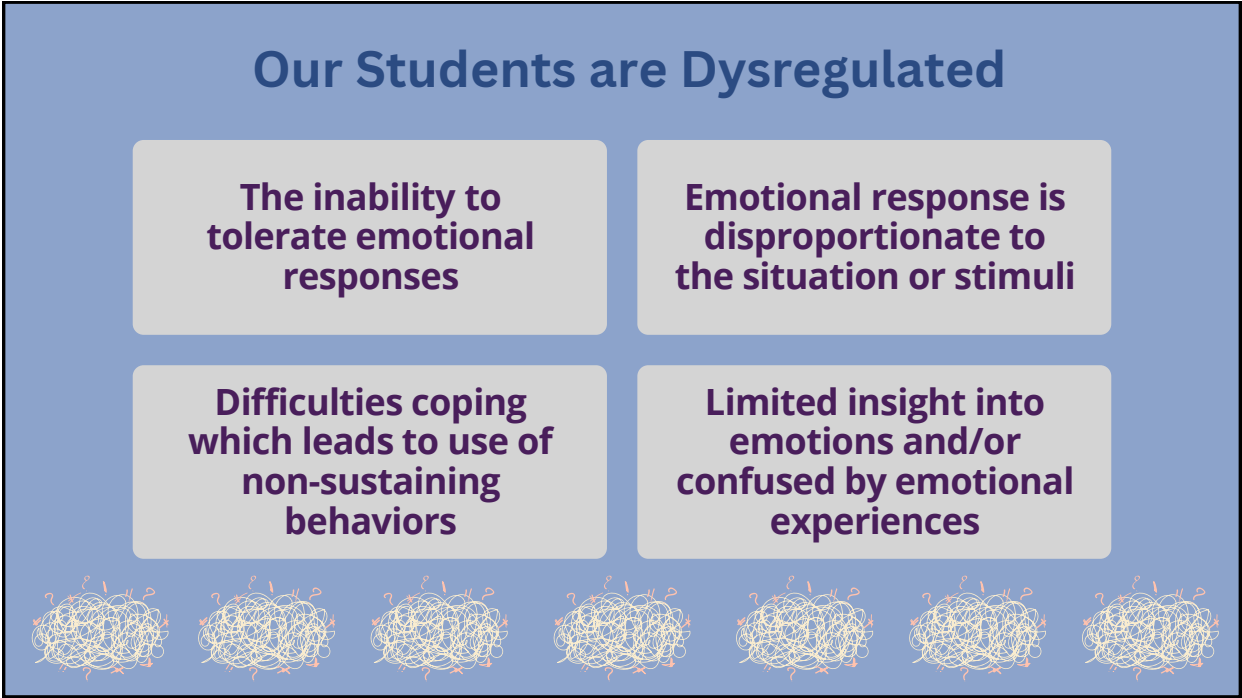 Our Students are Dysregulated
The inability to
tolerate emotional
responses
Emotional response is
disproportionate to
the situation or stimuli
Difficulties coping
which leads to use of
non-sustaining
behaviors
Limited insight into
emotions and/or
confused by emotional
experiences